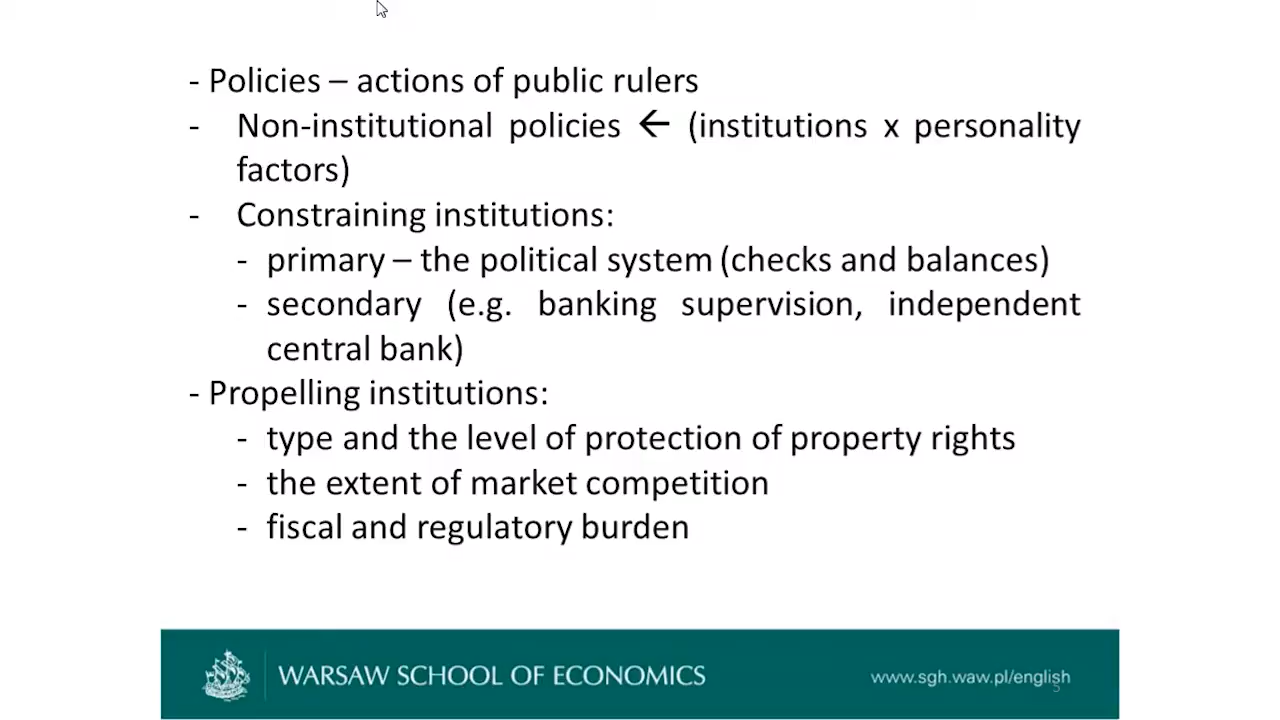 - Policies – actions of public rulers
- Non-institutional policies ← (institutions x personality
factors)
- Constraining institutions:
- primary – the political system (checks and balances)
- secondary (e.g. banking supervision, independent
central bank)
- Propelling institutions:
- type and the level of protection of property rights
- the extent of market competition
- fiscal and regulatory burden
WARSAW SCHOOL OF ECONOMICS
www.sgh.waw.pl/english
5